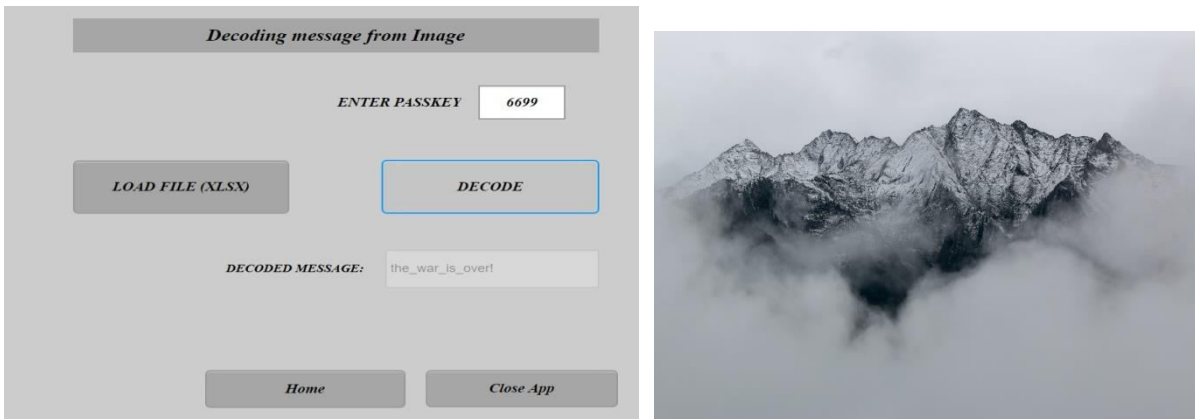 Decoding message from Image
ENTER PASSKEY 6699
LOAD FILE (XLSX) DECODE
DECODED MESSAGE: the_war_is_over!
Home Close App